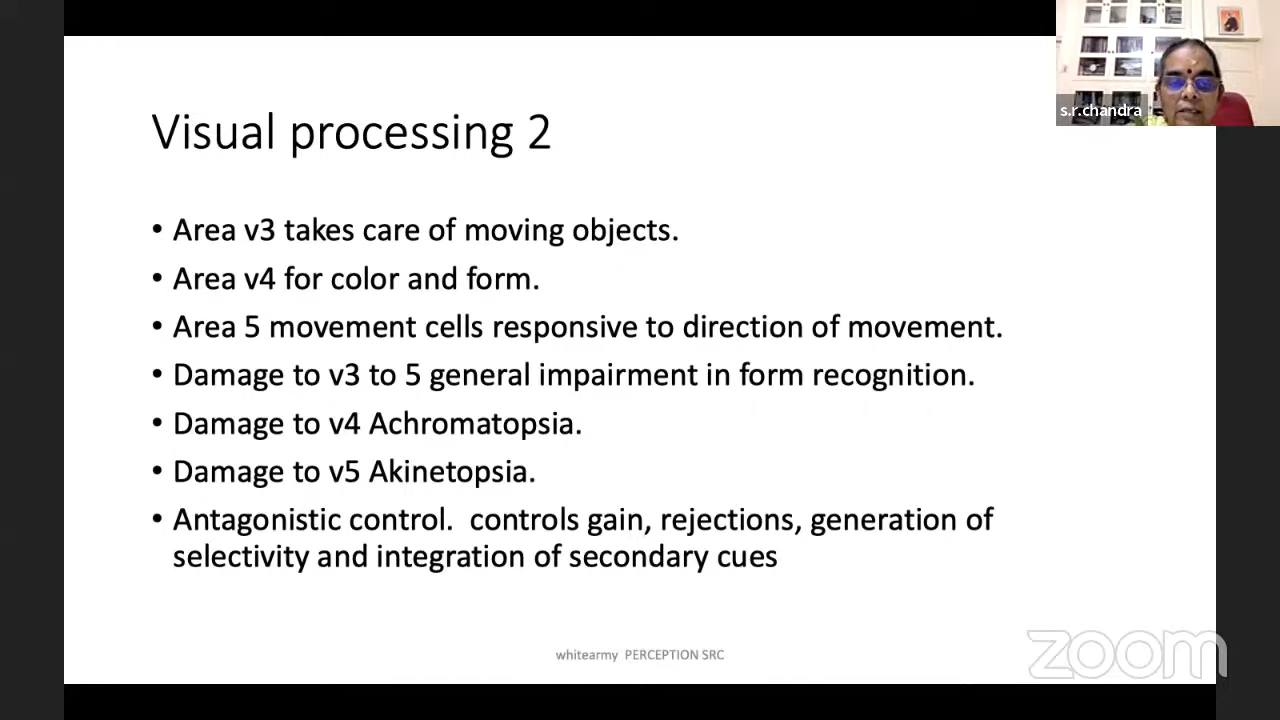 s.r.chandra
Visual processing 2
• Area v3 takes care of moving objects.
• Area v4 for color and form.
• Area 5 movement cells responsive to direction of movement.
• Damage to v3 to 5 general impairment in form recognition.
• Damage to v4 Achromatopsia.
• Damage to v5 Akinetopsia.
• Antagonistic control.  controls gain, rejections, generation of
selectivity and integration of secondary cues
whitearmy  PERCEPTION SRC
zoom